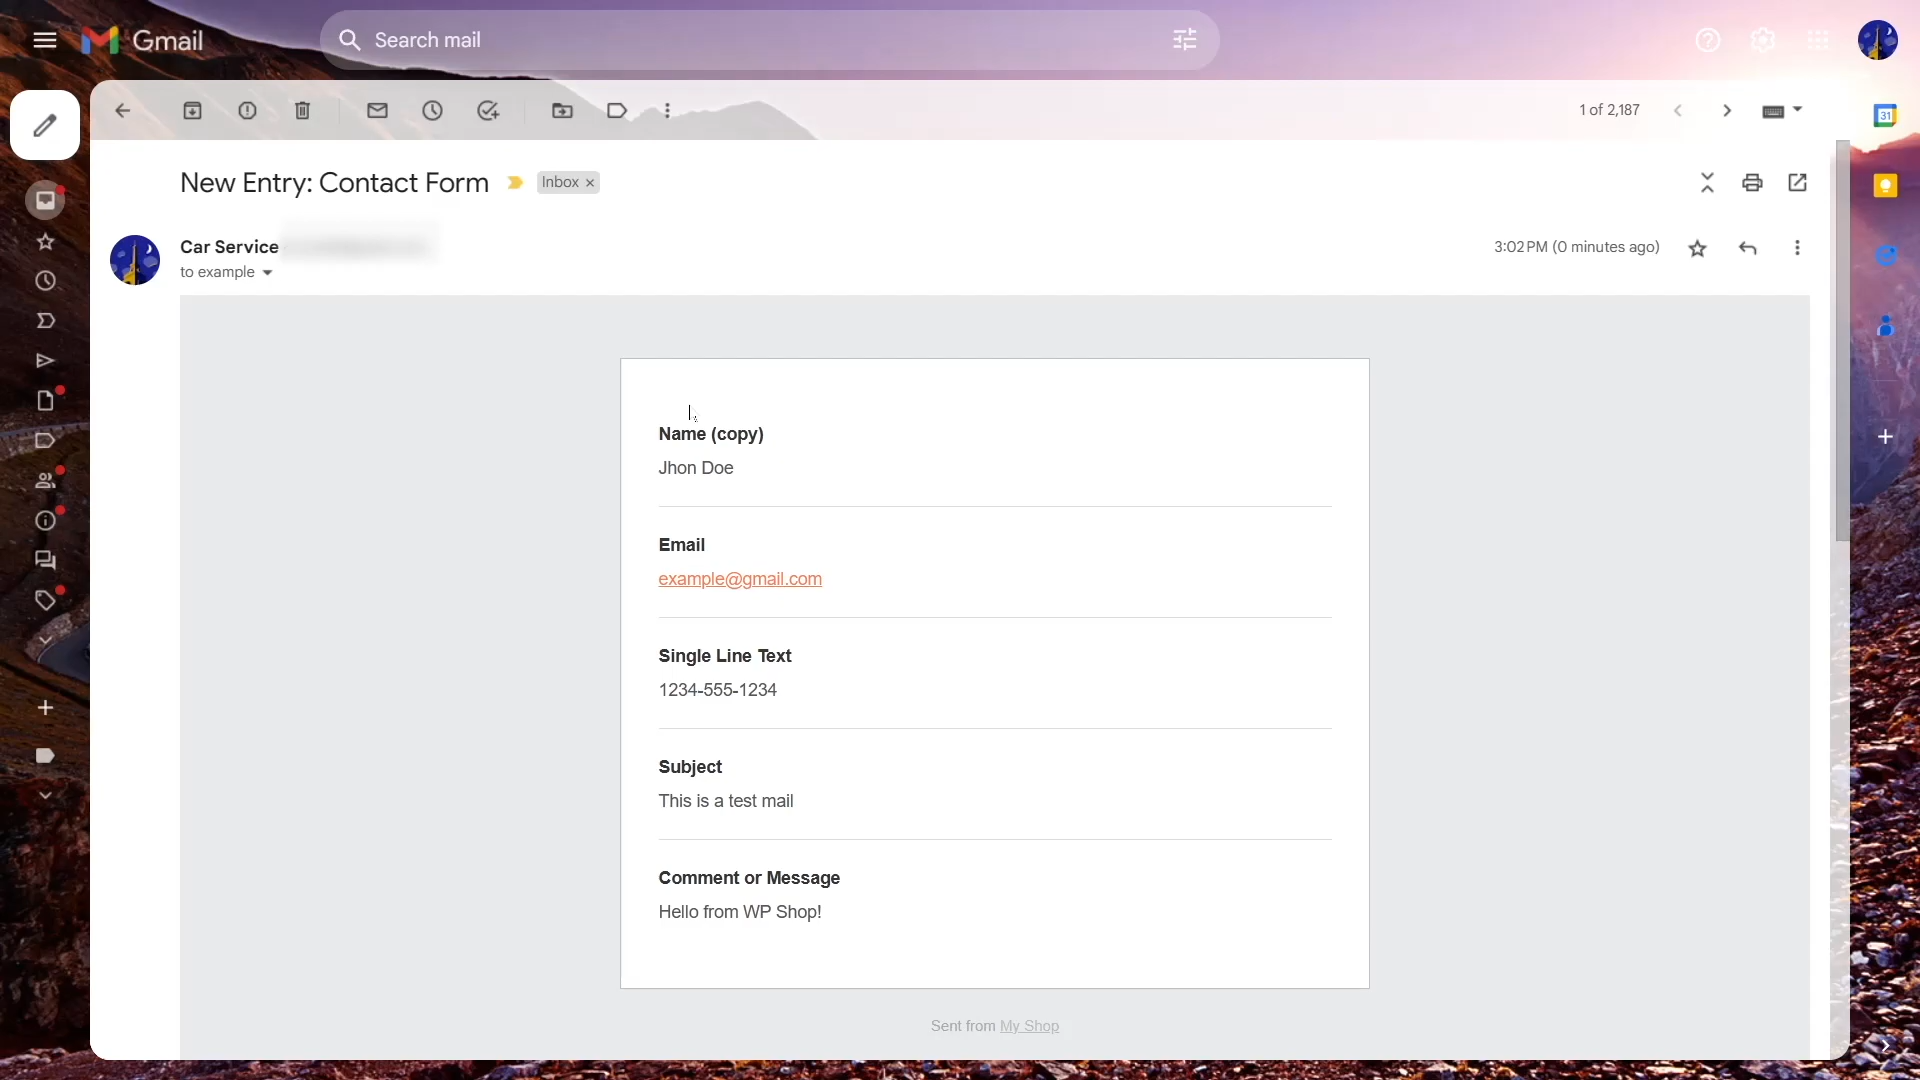 Gmail
Search mail
1 of 2,187
31
New Entry: Contact Form
Inbox ×
Car Service
3:02 PM (0 minutes ago)
to example
Name (copy)
Jhon Doe
Email
example@gmail.com
Single Line Text
1234-555-1234
Subject
This is a test mail
Comment or Message
Hello from WP Shop!
Sent from My Shop